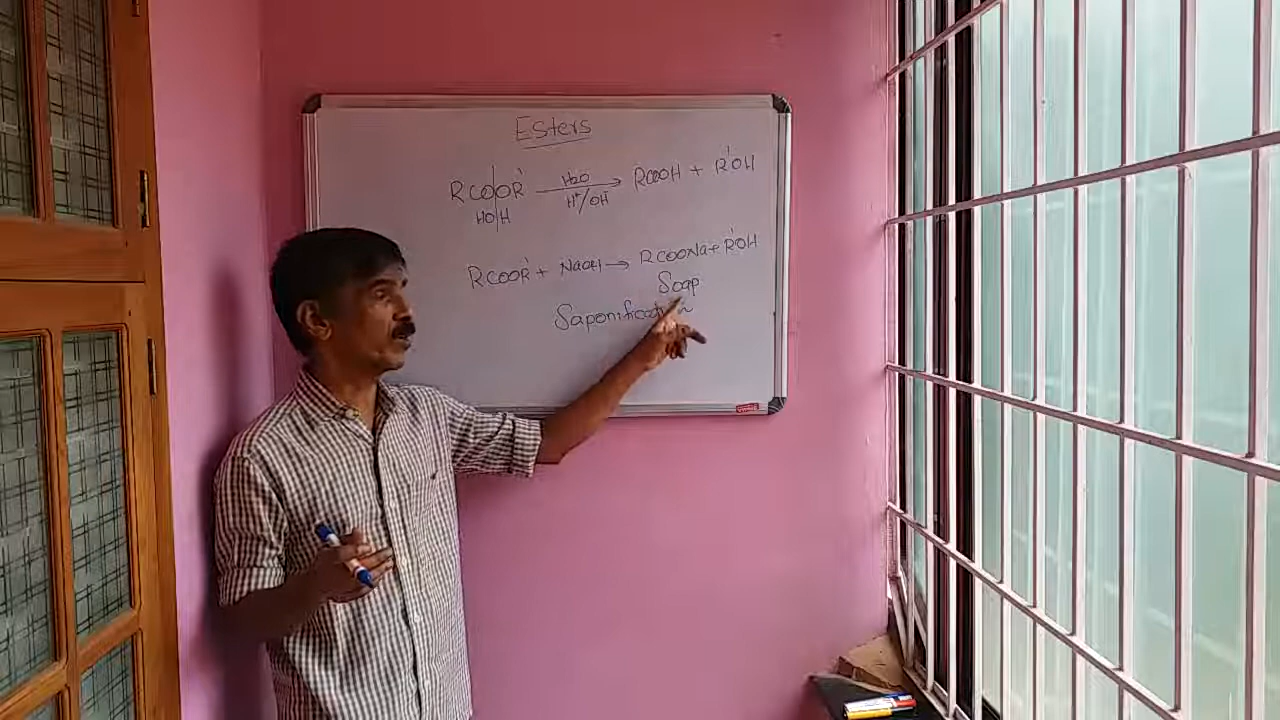 Esters
RCOOR' H2O RCOOH + R'OH
HO H H+/OH-
RCOOR' + NaOH → RCOONa + R'OH
Soap
Saponification